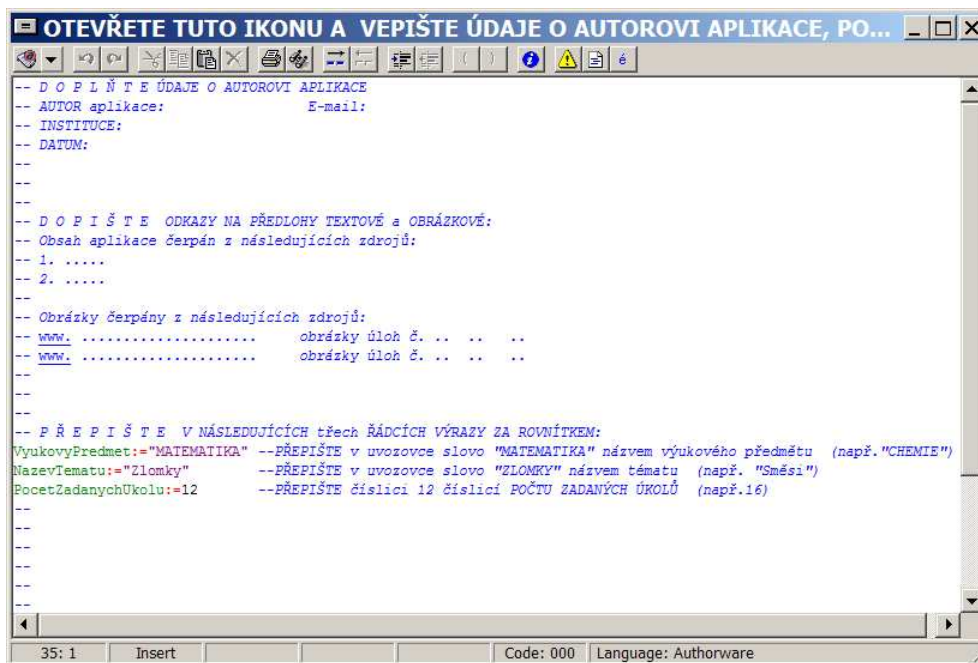 OTEVŘETE TUTO IKONU A VEPIŠTE ÚDAJE O AUTOROVI APLIKACE, PO...
-- D O P L Ň T E ÚDAJE O AUTOROVI APLIKACE
-- AUTOR aplikace: E-mail:
-- INSTITUCE:
-- DATUM:
--
--
--
-- D O P I Š T E ODKAZY NA PŘEDLOHY TEXTOVÉ a OBRÁZKOVÉ:
-- Obsah aplikace čerpán z následujících zdrojů:
-- 1. .....
-- 2. .....
--
-- Obrázky čerpány z následujících zdrojů:
-- www. ..................... obrázky úloh č. .. .. ..
-- www. ..................... obrázky úloh č. .. .. ..
--
--
--
-- P Ř E P I Š T E V NÁSLEDUJÍCÍCH třech ŘÁDCÍCH VÝRAZY ZA ROVNÍTKEM:
VyukovyPredmet:="MATEMATIKA" --PŘEPIŠTE v uvozovce slovo "MATEMATIKA" názvem výukového předmětu (např."CHEMIE")
NazevTematu:="Zlomky" --PŘEPIŠTE v uvozovce slovo "ZLOMKY" názvem tématu (např. "Směsi")
PocetZadanychUkolu:=12 --PŘEPIŠTE číslici 12 číslicí POČTU ZADANÝCH ÚKOLŮ (např.16)
--
--
--
--
--
--
35: 1 Insert Code: 000 Language: Authorware